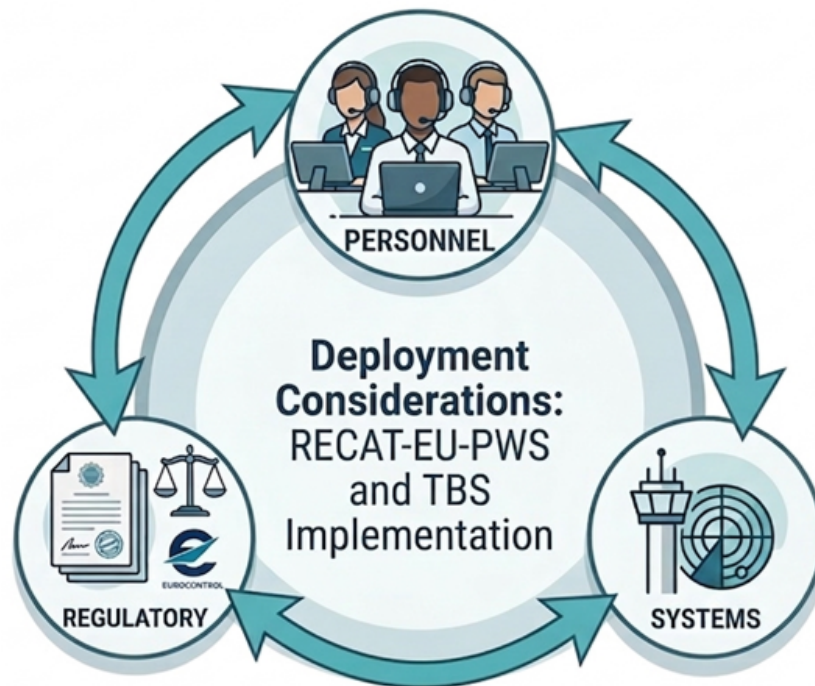 PERSONNEL
Deployment
Considerations:
RECAT-EU-PWS
and TBS
Implementation
EUROCONTROL
REGULATORY
SYSTEMS